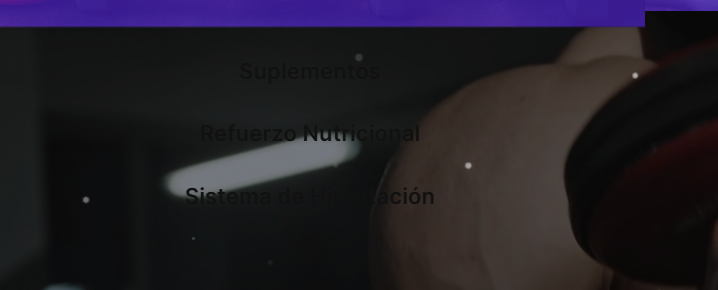 Suplementos
Refuerzo Nutricional
Sistema de